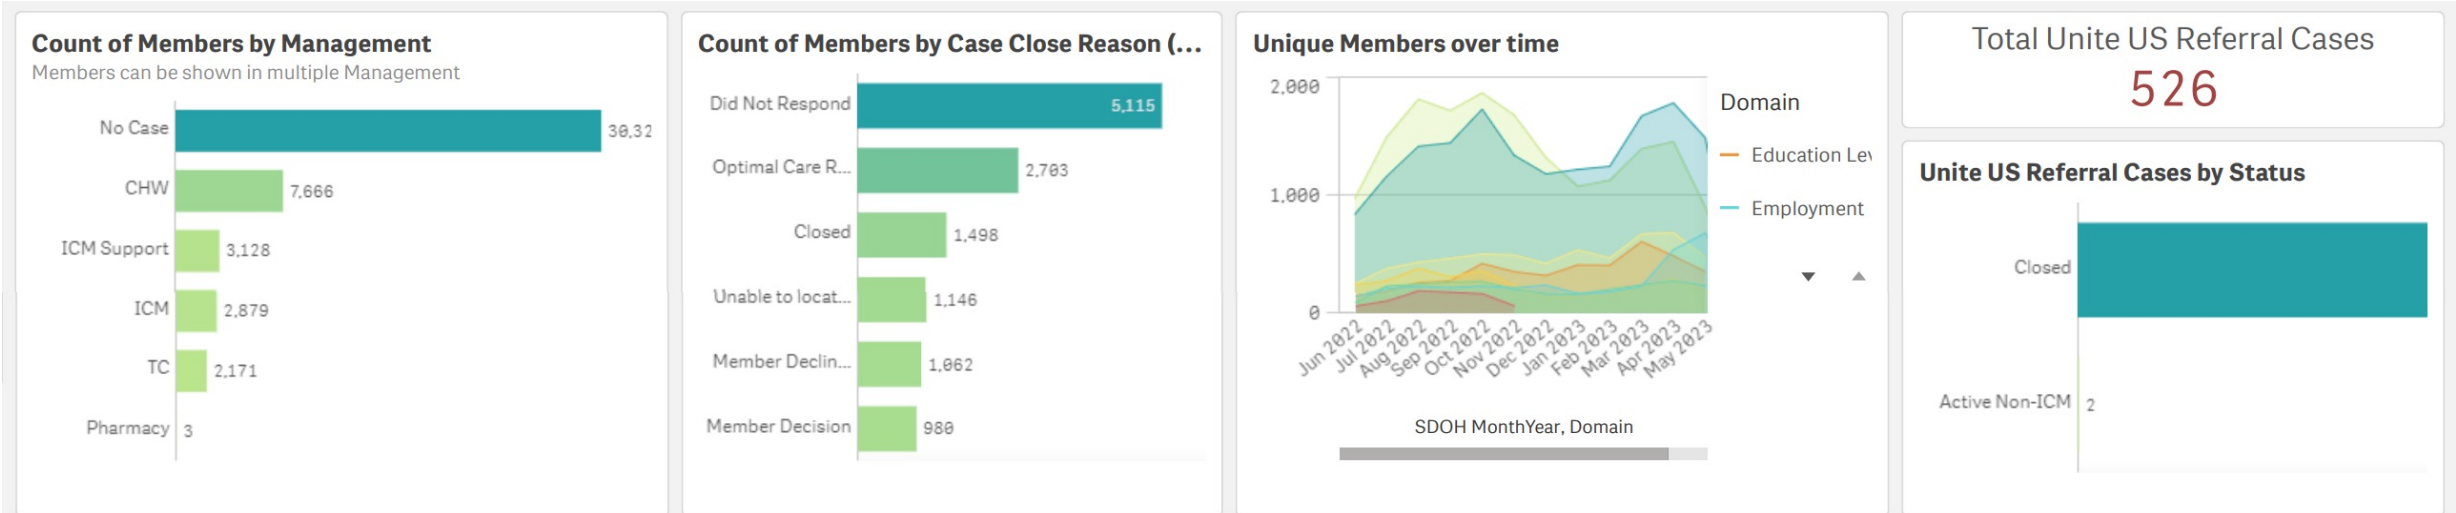 Count of Members by Management
Members can be shown in multiple Management
No Case
30,32
CHW
7,666
ICM Support
3,128
ICM
2,879
TC
2,171
Pharmacy
3
Count of Members by Case Close Reason (...
Did Not Respond
5,115
Optimal Care R...
2,703
Closed
1,498
Unable to locat...
1,146
Member Declin...
1,062
Member Decision
980
Unique Members over time
2,000
1,000
0
Jun 2022
Jul 2022
Aug 2022
Sep 2022
Oct 2022
Nov 2022
Dec 2022
Jan 2023
Feb 2023
Mar 2023
Apr 2023
May 2023
SDOH MonthYear, Domain
Domain
Education Lev
Employment
Total Unite US Referral Cases
526
Unite US Referral Cases by Status
Closed
Active Non-ICM
2